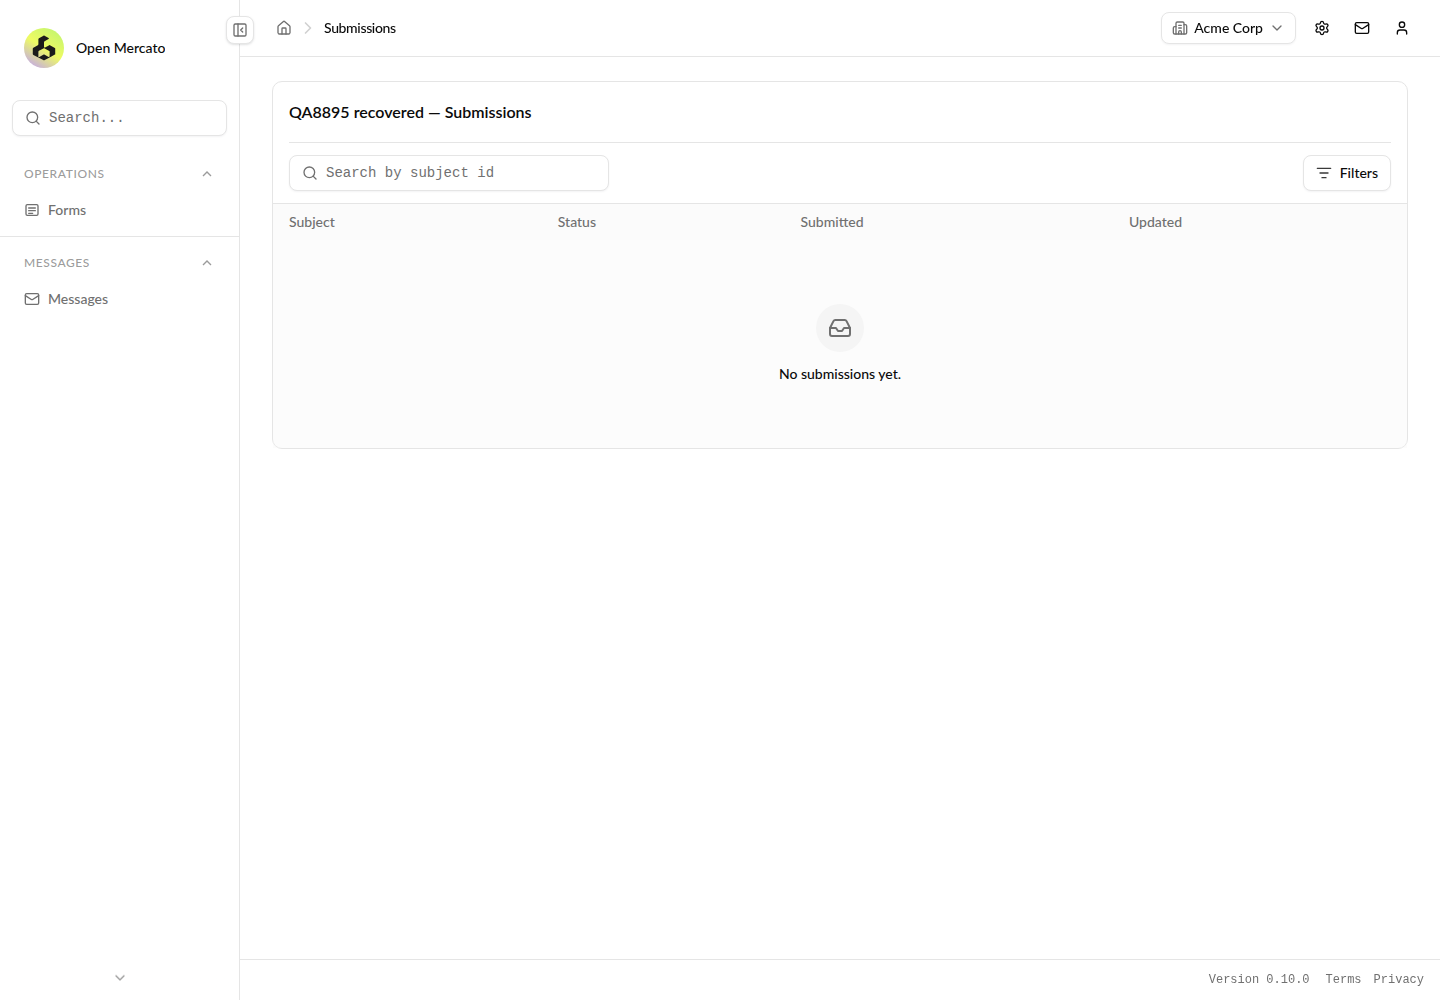 Open Mercato
Search...
OPERATIONS
Forms
MESSAGES
Messages
Submissions
Acme Corp
QA8895 recovered — Submissions
Search by subject id
Filters
Subject Status Submitted Updated
No submissions yet.
Version 0.10.0 Terms Privacy